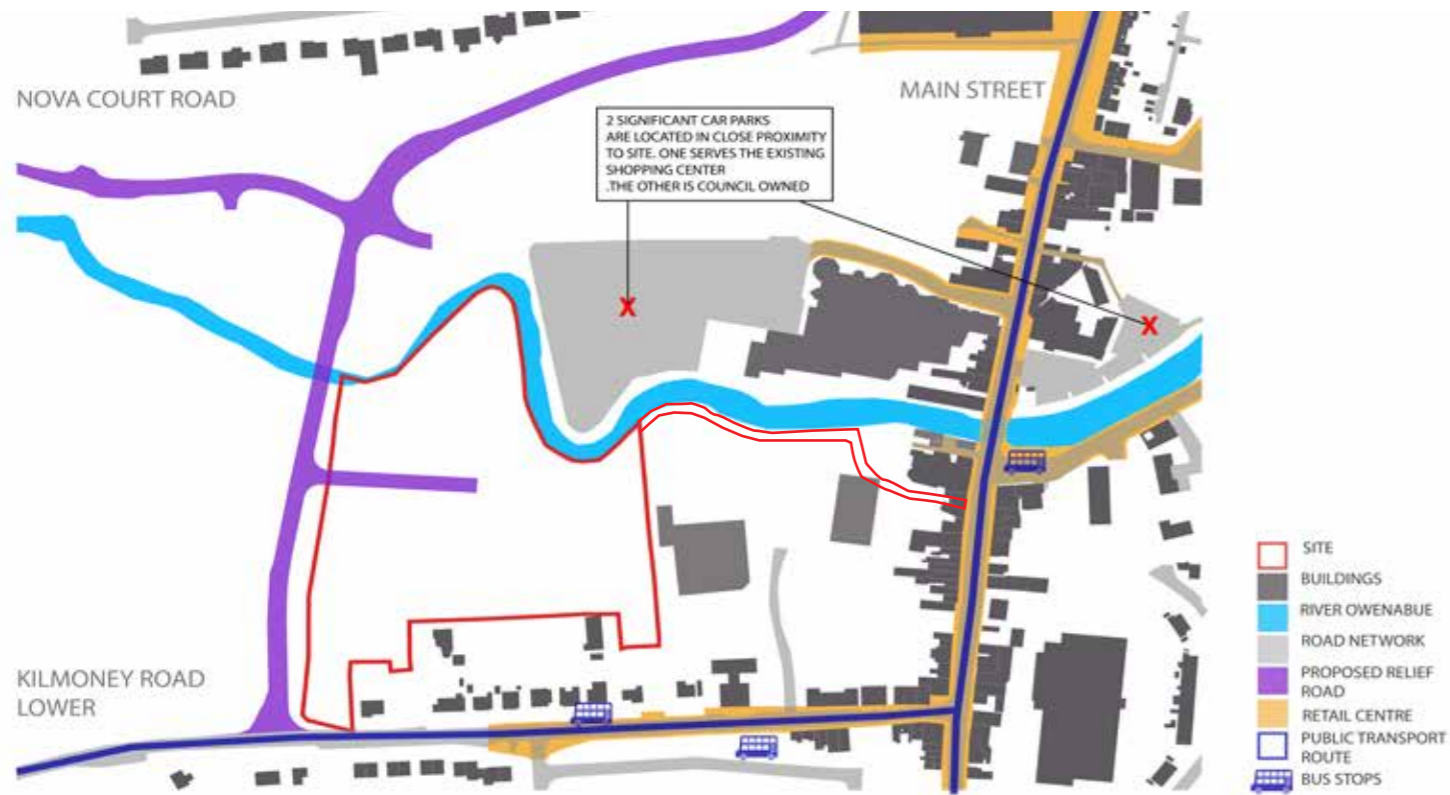 NOVA COURT ROAD
MAIN STREET
2 SIGNIFICANT CAR PARKS
ARE LOCATED IN CLOSE PROXIMITY
TO SITE. ONE SERVES THE EXISTING
SHOPPING CENTER
.THE OTHER IS COUNCIL OWNED
X
X
KILMONEY ROAD
LOWER
SITE
BUILDINGS
RIVER OWENABUE
ROAD NETWORK
PROPOSED RELIEF
ROAD
RETAIL CENTRE
PUBLIC TRANSPORT
ROUTE
BUS STOPS